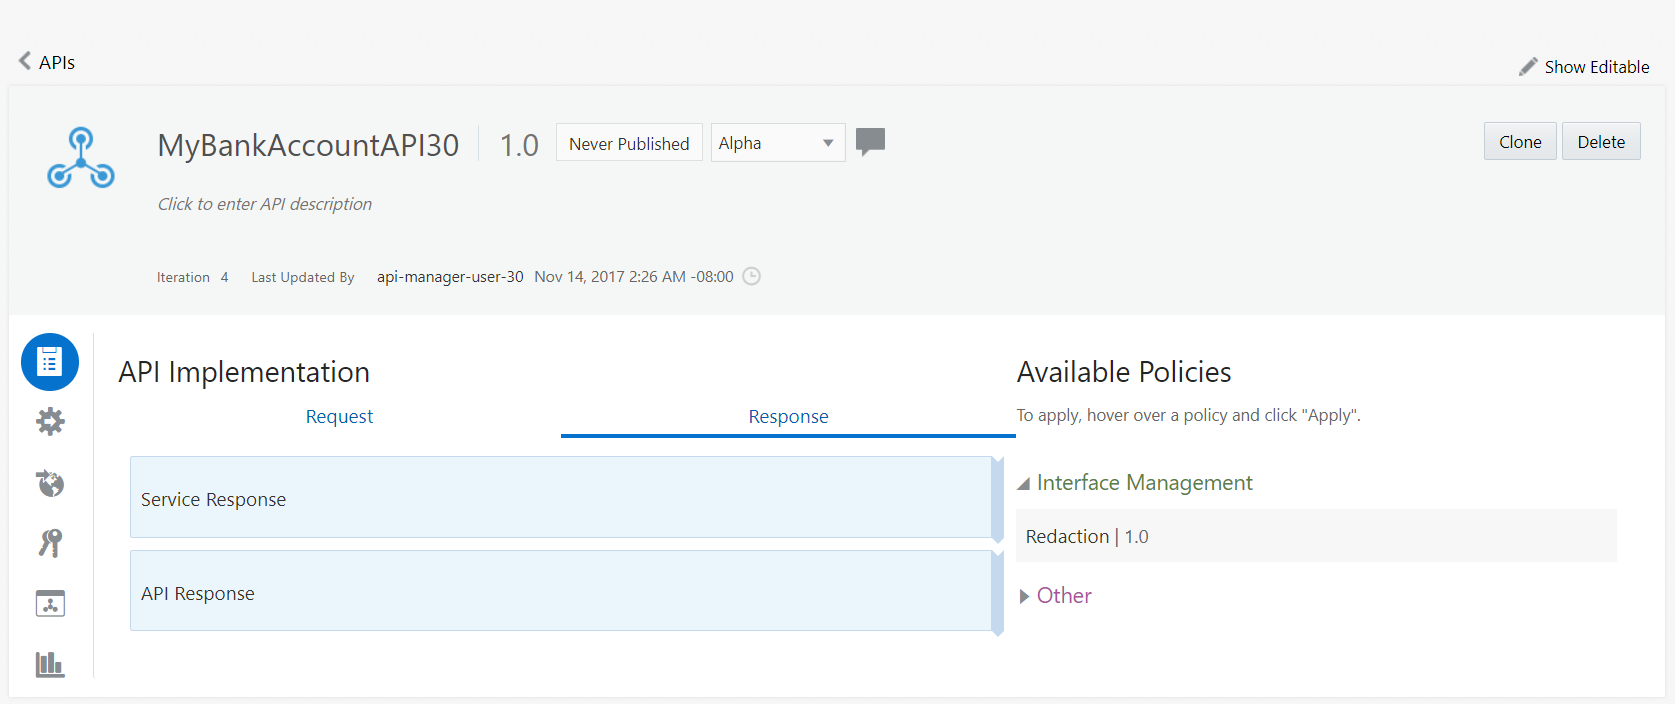 APIs
Show Editable
MyBankAccountAPI30 1.0 Never Published Alpha
Clone Delete
Click to enter API description
Iteration 4 Last Updated By api-manager-user-30 Nov 14, 2017 2:26 AM -08:00
API Implementation
Request Response
Service Response
API Response
Available Policies
To apply, hover over a policy and click "Apply".
Interface Management
Redaction | 1.0
Other